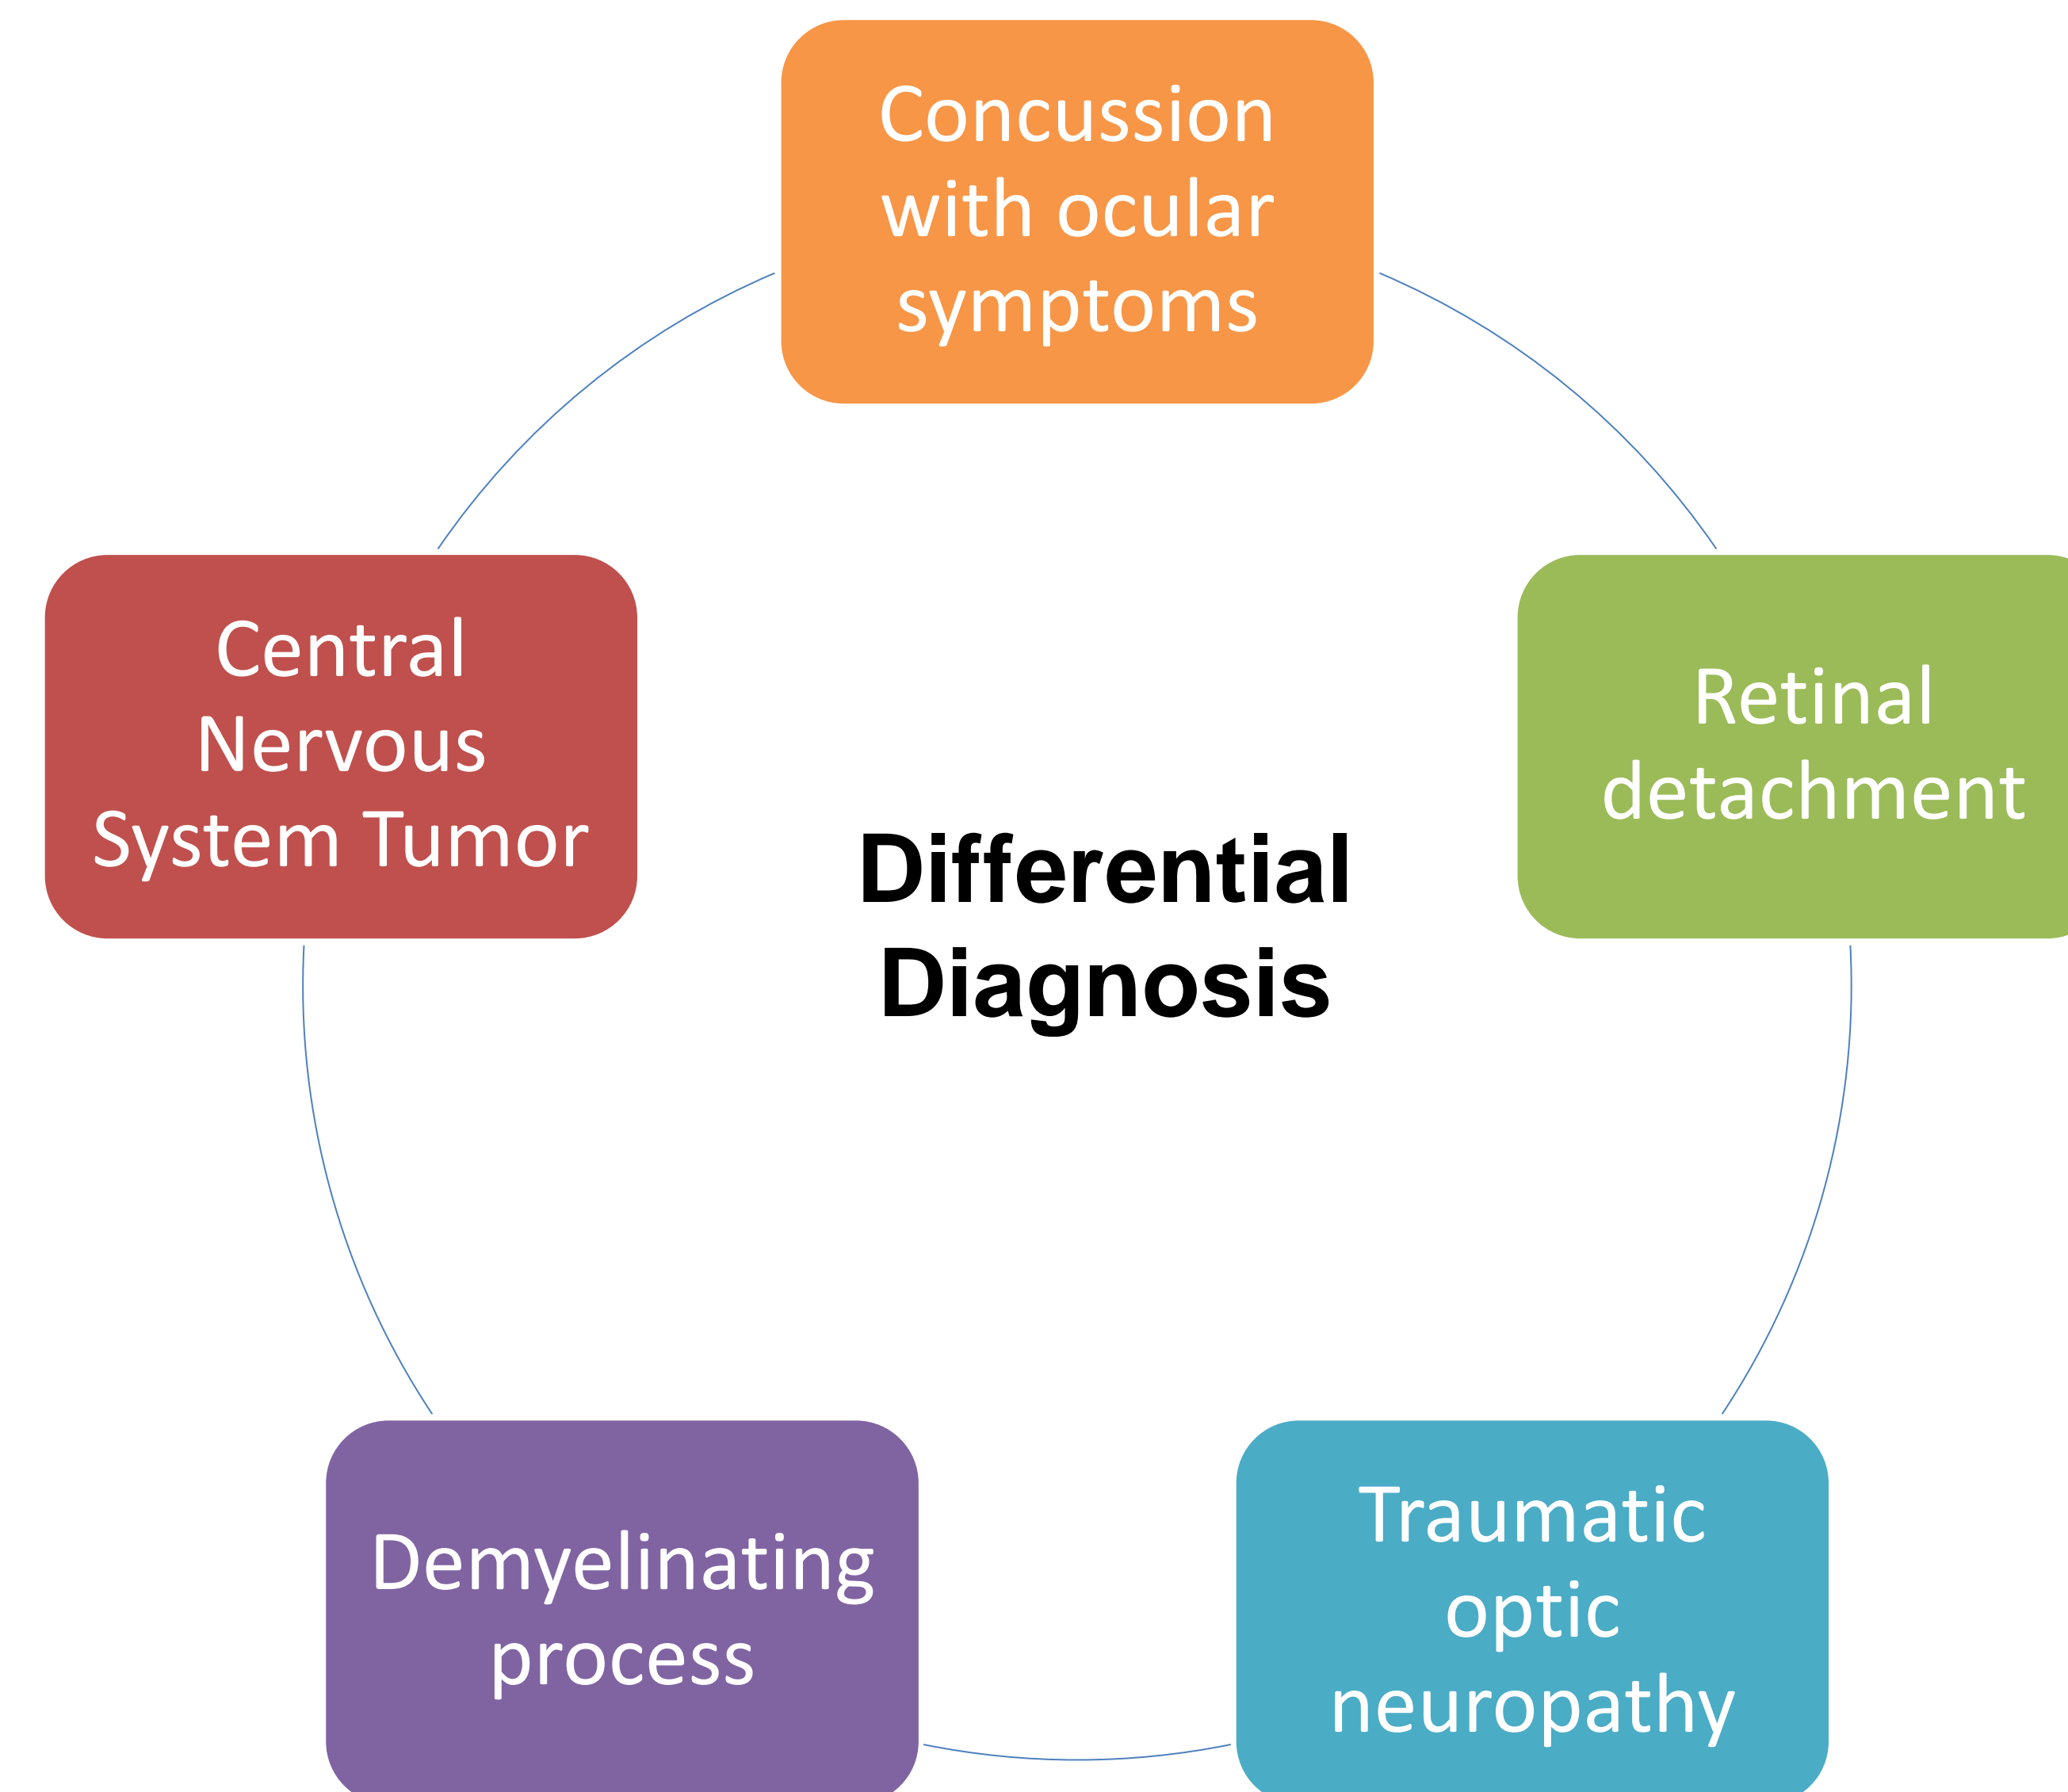 Concussion
with ocular
symptoms
Central
Nervous
System Tumor
Retinal
detachment
Differential
Diagnosis
Demyelinating
process
Traumatic
optic
neuropathy